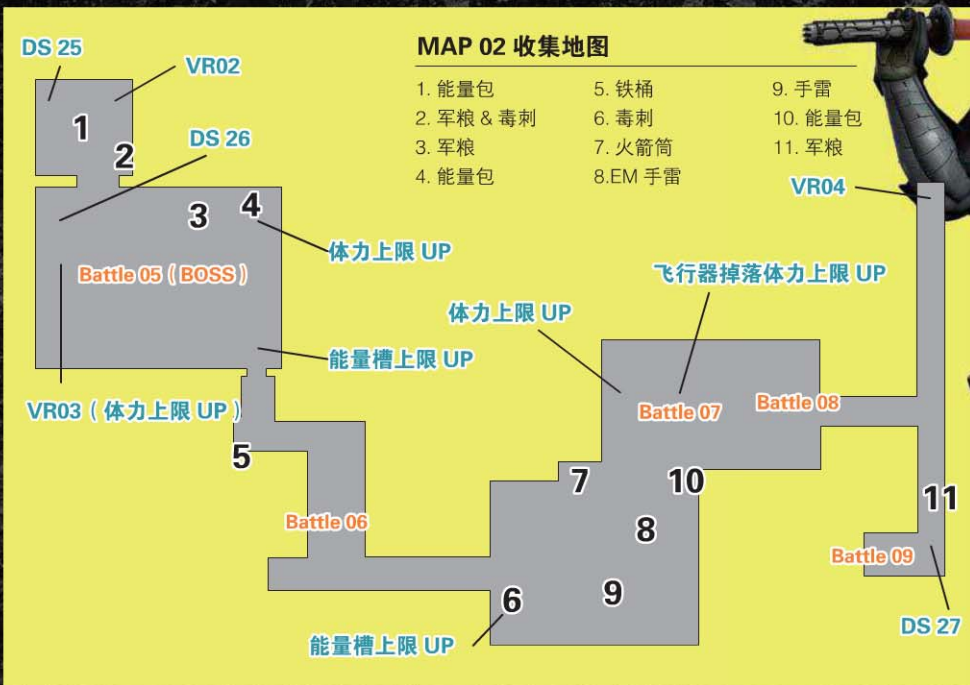 MAP 02 收集地图
1. 能量包
2. 军粮 & 毒刺
3. 军粮
4. 能量包
5. 铁桶
6. 毒刺
7. 火箭筒
8.EM 手雷
9. 手雷
10. 能量包
11. 军粮
DS 25
VR02
1
2
DS 26
3
4
体力上限 UP
Battle 05（BOSS）
能量槽上限 UP
VR03（体力上限 UP）
5
Battle 06
6
能量槽上限 UP
体力上限 UP
飞行器掉落体力上限 UP
Battle 07
Battle 08
7
10
8
9
VR04
11
Battle 09
DS 27